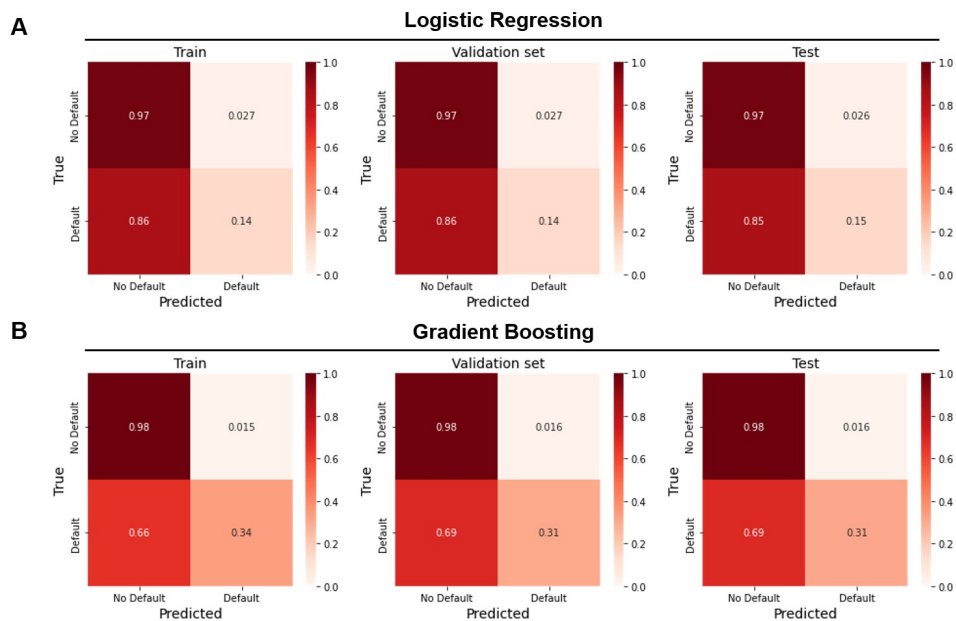 A
Logistic Regression
Train
Validation set
Test
True
No Default
Default
0.97
0.027
0.86
0.14
1.0
0.8
0.6
0.4
0.2
0.0
No Default
Default
Predicted
True
No Default
Default
0.97
0.027
0.86
0.14
1.0
0.8
0.6
0.4
0.2
0.0
No Default
Default
Predicted
True
No Default
Default
0.97
0.026
0.85
0.15
1.0
0.8
0.6
0.4
0.2
0.0
No Default
Default
Predicted
B
Gradient Boosting
Train
Validation set
Test
True
No Default
Default
0.98
0.015
0.66
0.34
1.0
0.8
0.6
0.4
0.2
0.0
No Default
Default
Predicted
True
No Default
Default
0.98
0.016
0.69
0.31
1.0
0.8
0.6
0.4
0.2
0.0
No Default
Default
Predicted
True
No Default
Default
0.98
0.016
0.69
0.31
1.0
0.8
0.6
0.4
0.2
0.0
No Default
Default
Predicted